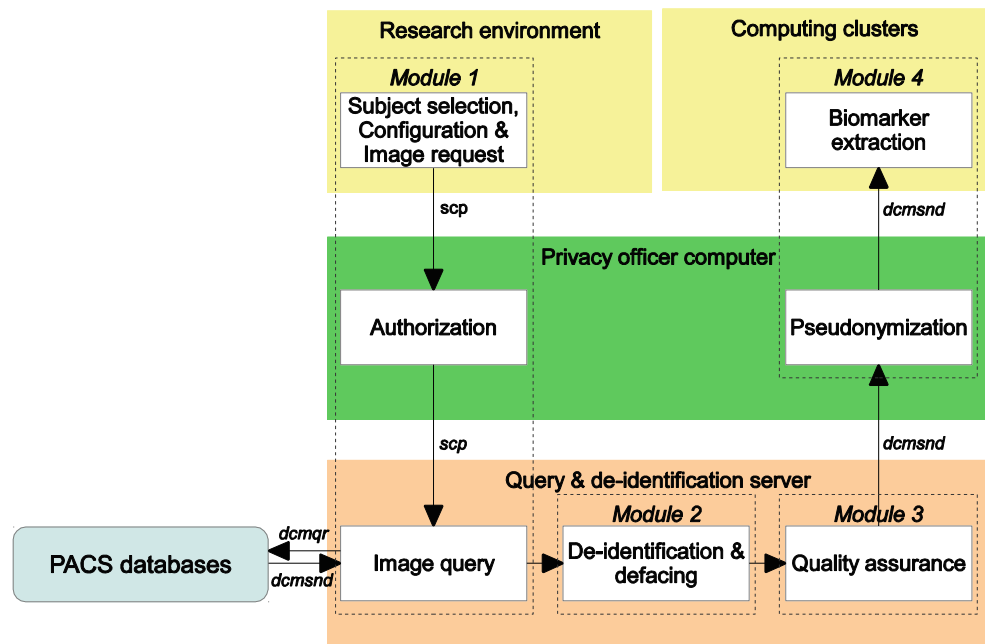 Research environment
Computing clusters
Module 1
Subject selection,
Configuration &
Image request
Module 4
Biomarker
extraction
scp
dcmsnd
Privacy officer computer
Authorization
Pseudonymization
scp
dcmsnd
Query & de-identification server
Module 2
Module 3
PACS databases
dcmqr
dcmsnd
Image query
De-identification &
defacing
Quality assurance